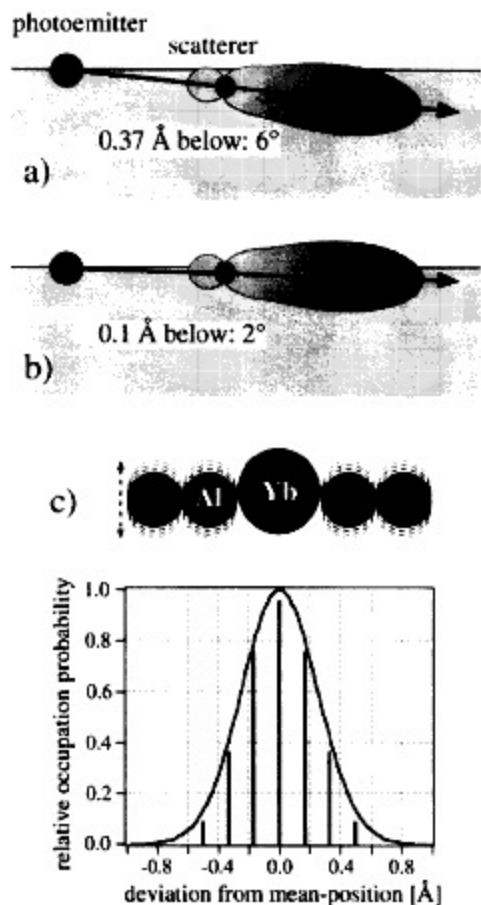 photoemitter
scatterer
0.37 Å below: 6°
a)
0.1 Å below: 2°
b)
c)
Al
Yb
relative occupation probability
1.0
0.8
0.6
0.4
0.2
0.0
-0.8
-0.4
0.0
0.4
0.8
deviation from mean-position [Å]